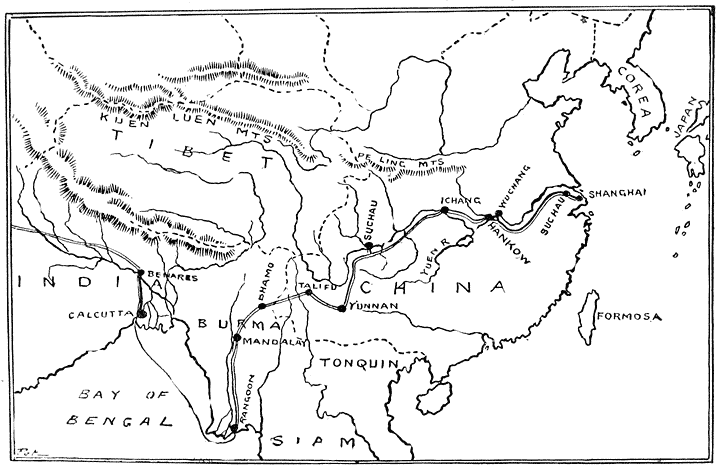 COREA
JAPAN
KUEN LUEN MTS
TIBET
PE LING MTS
ICHANG
WUCHANG
SHANGHAI
SUCHAU
HANKOW
SUCHAU
YUEN R
INDIA
BENARES
BHAMO
TALIFU
CHINA
CALCUTTA
BURMA
YUNNAN
FORMOSA
MANDALAY
TONQUIN
BAY OF
BENGAL
RANGOON
SIAM